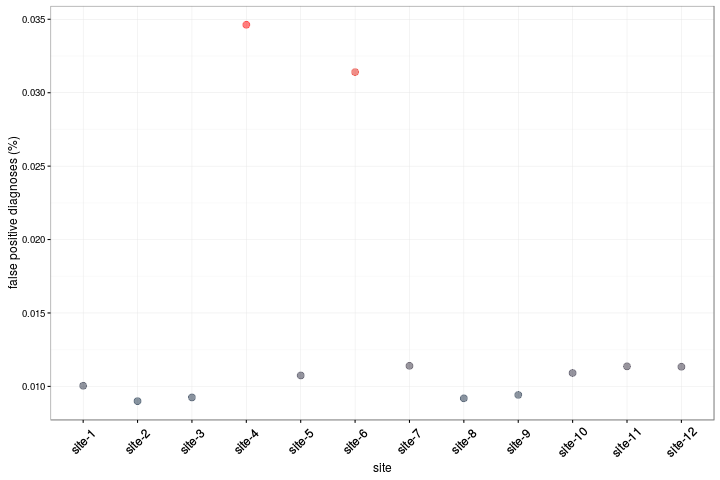 false positive diagnoses (%)
0.035
0.030
0.025
0.020
0.015
0.010
site-1 site-2 site-3 site-4 site-5 site-6 site-7 site-8 site-9 site-10 site-11 site-12
site